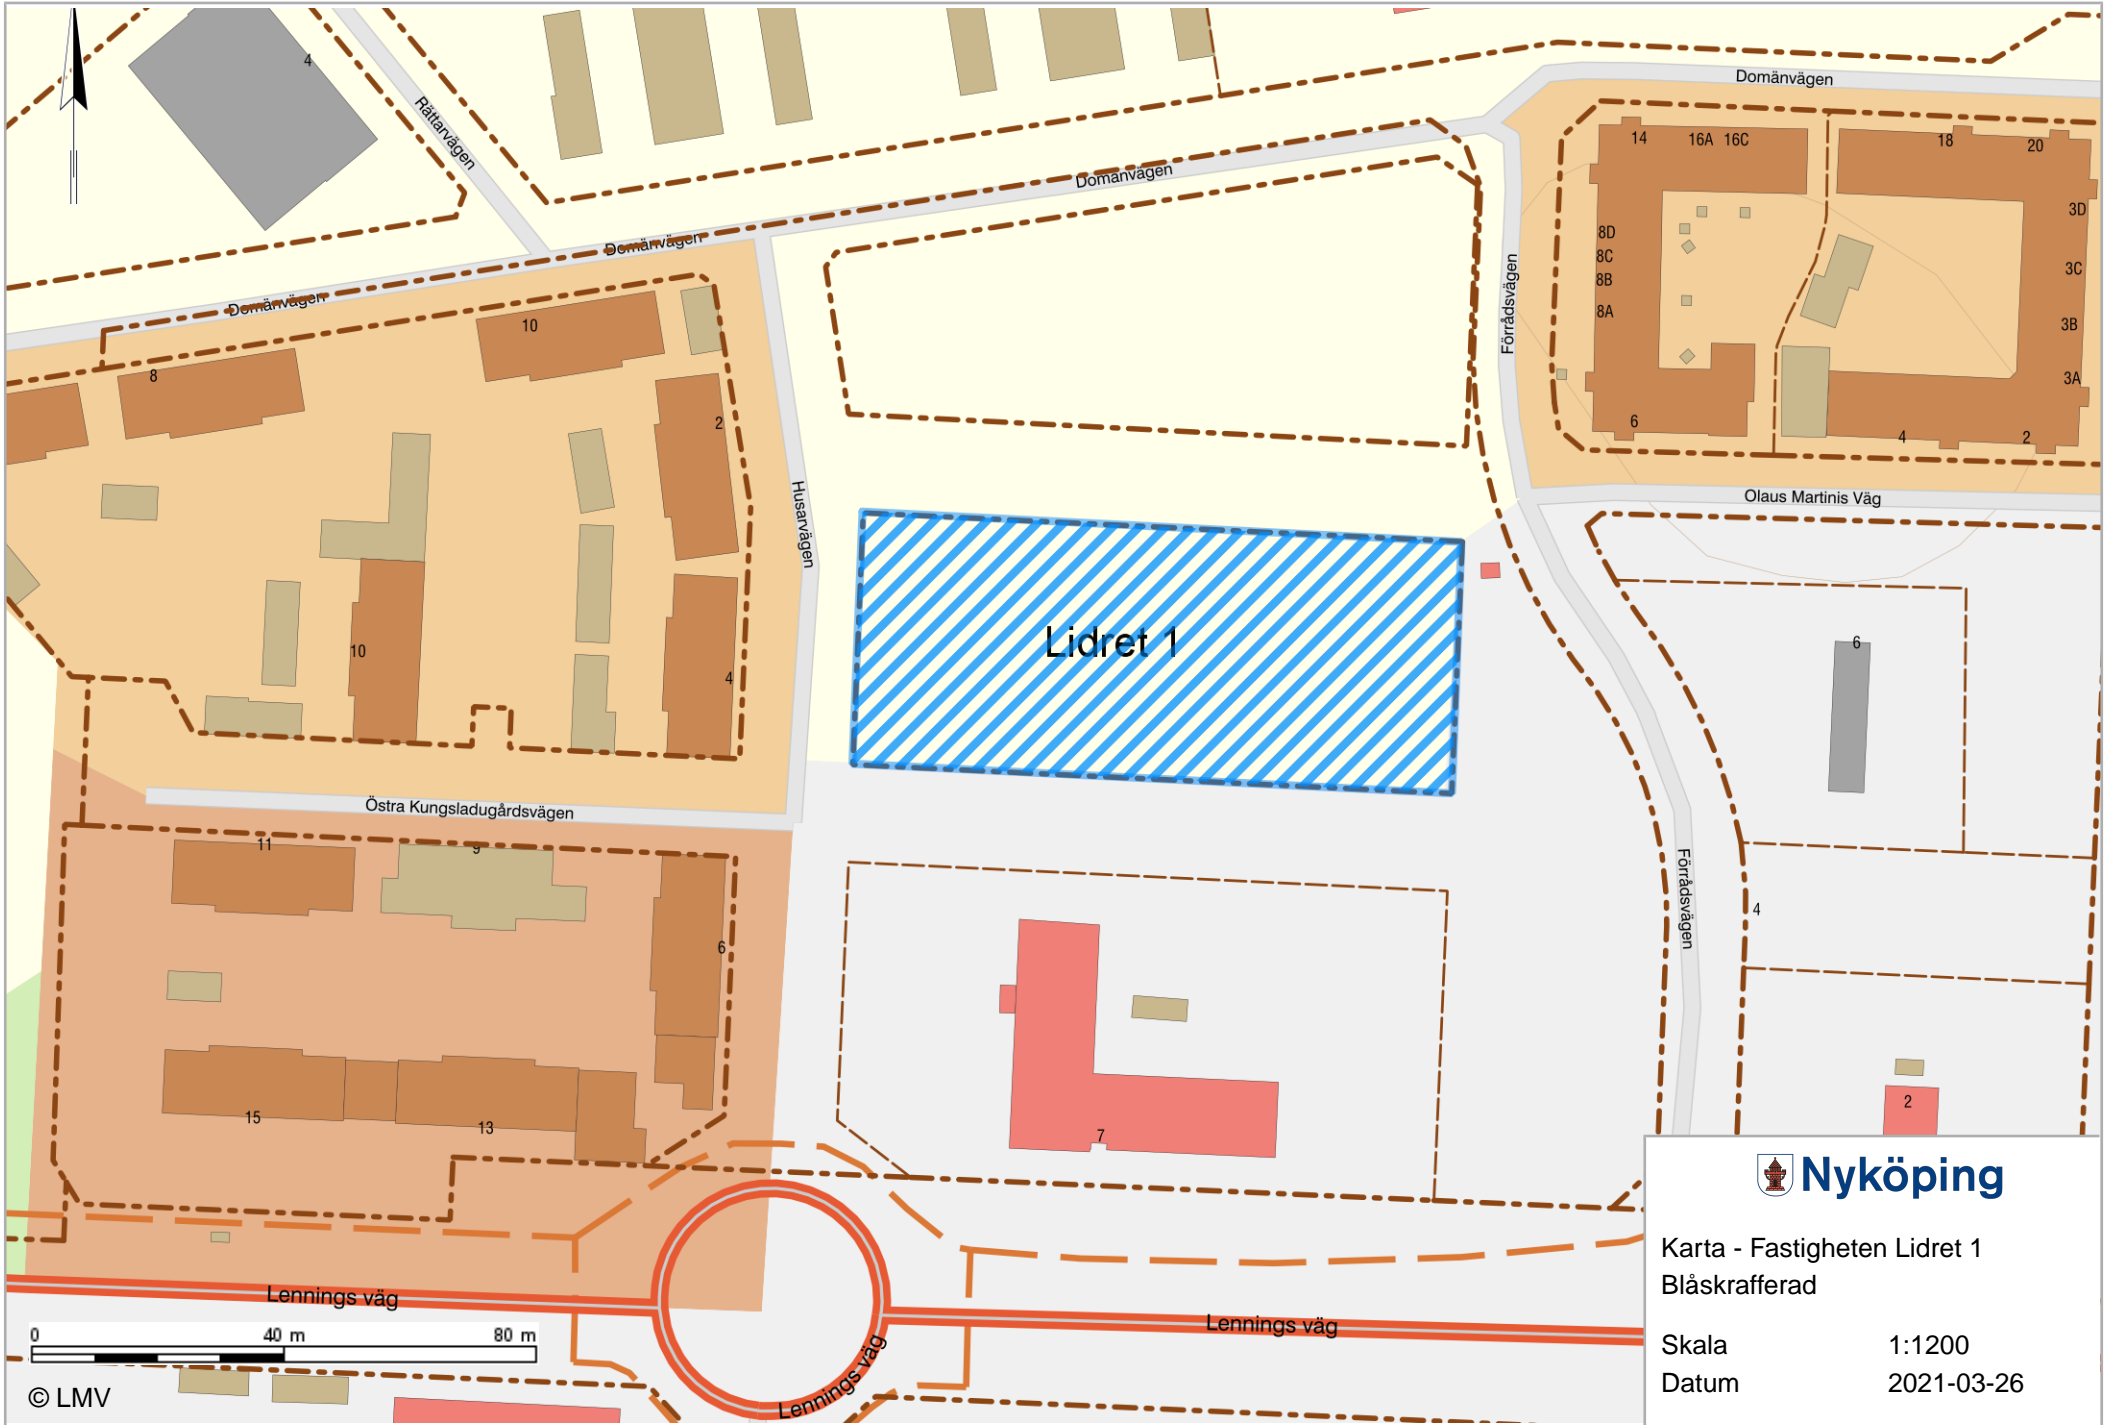 4
Rättarvägen
Domänvägen
14
16A
16C
18
20
Domänvägen
3D
8D
8C
8B
8A
3C
3B
3A
Domänvägen
Domänvägen
Förrådsvägen
10
8
2
6
4
2
Husarvägen
Olaus Martinis Väg
Lidret 1
10
4
6
Östra Kungsladugårdsvägen
11
9
6
Förrådsvägen
4
15
13
7
2
Lennings väg
Lennings väg
Lennings väg
0 40 m 80 m
© LMV
Nyköping
Karta - Fastigheten Lidret 1
Blåskrafferad
Skala 1:1200
Datum 2021-03-26